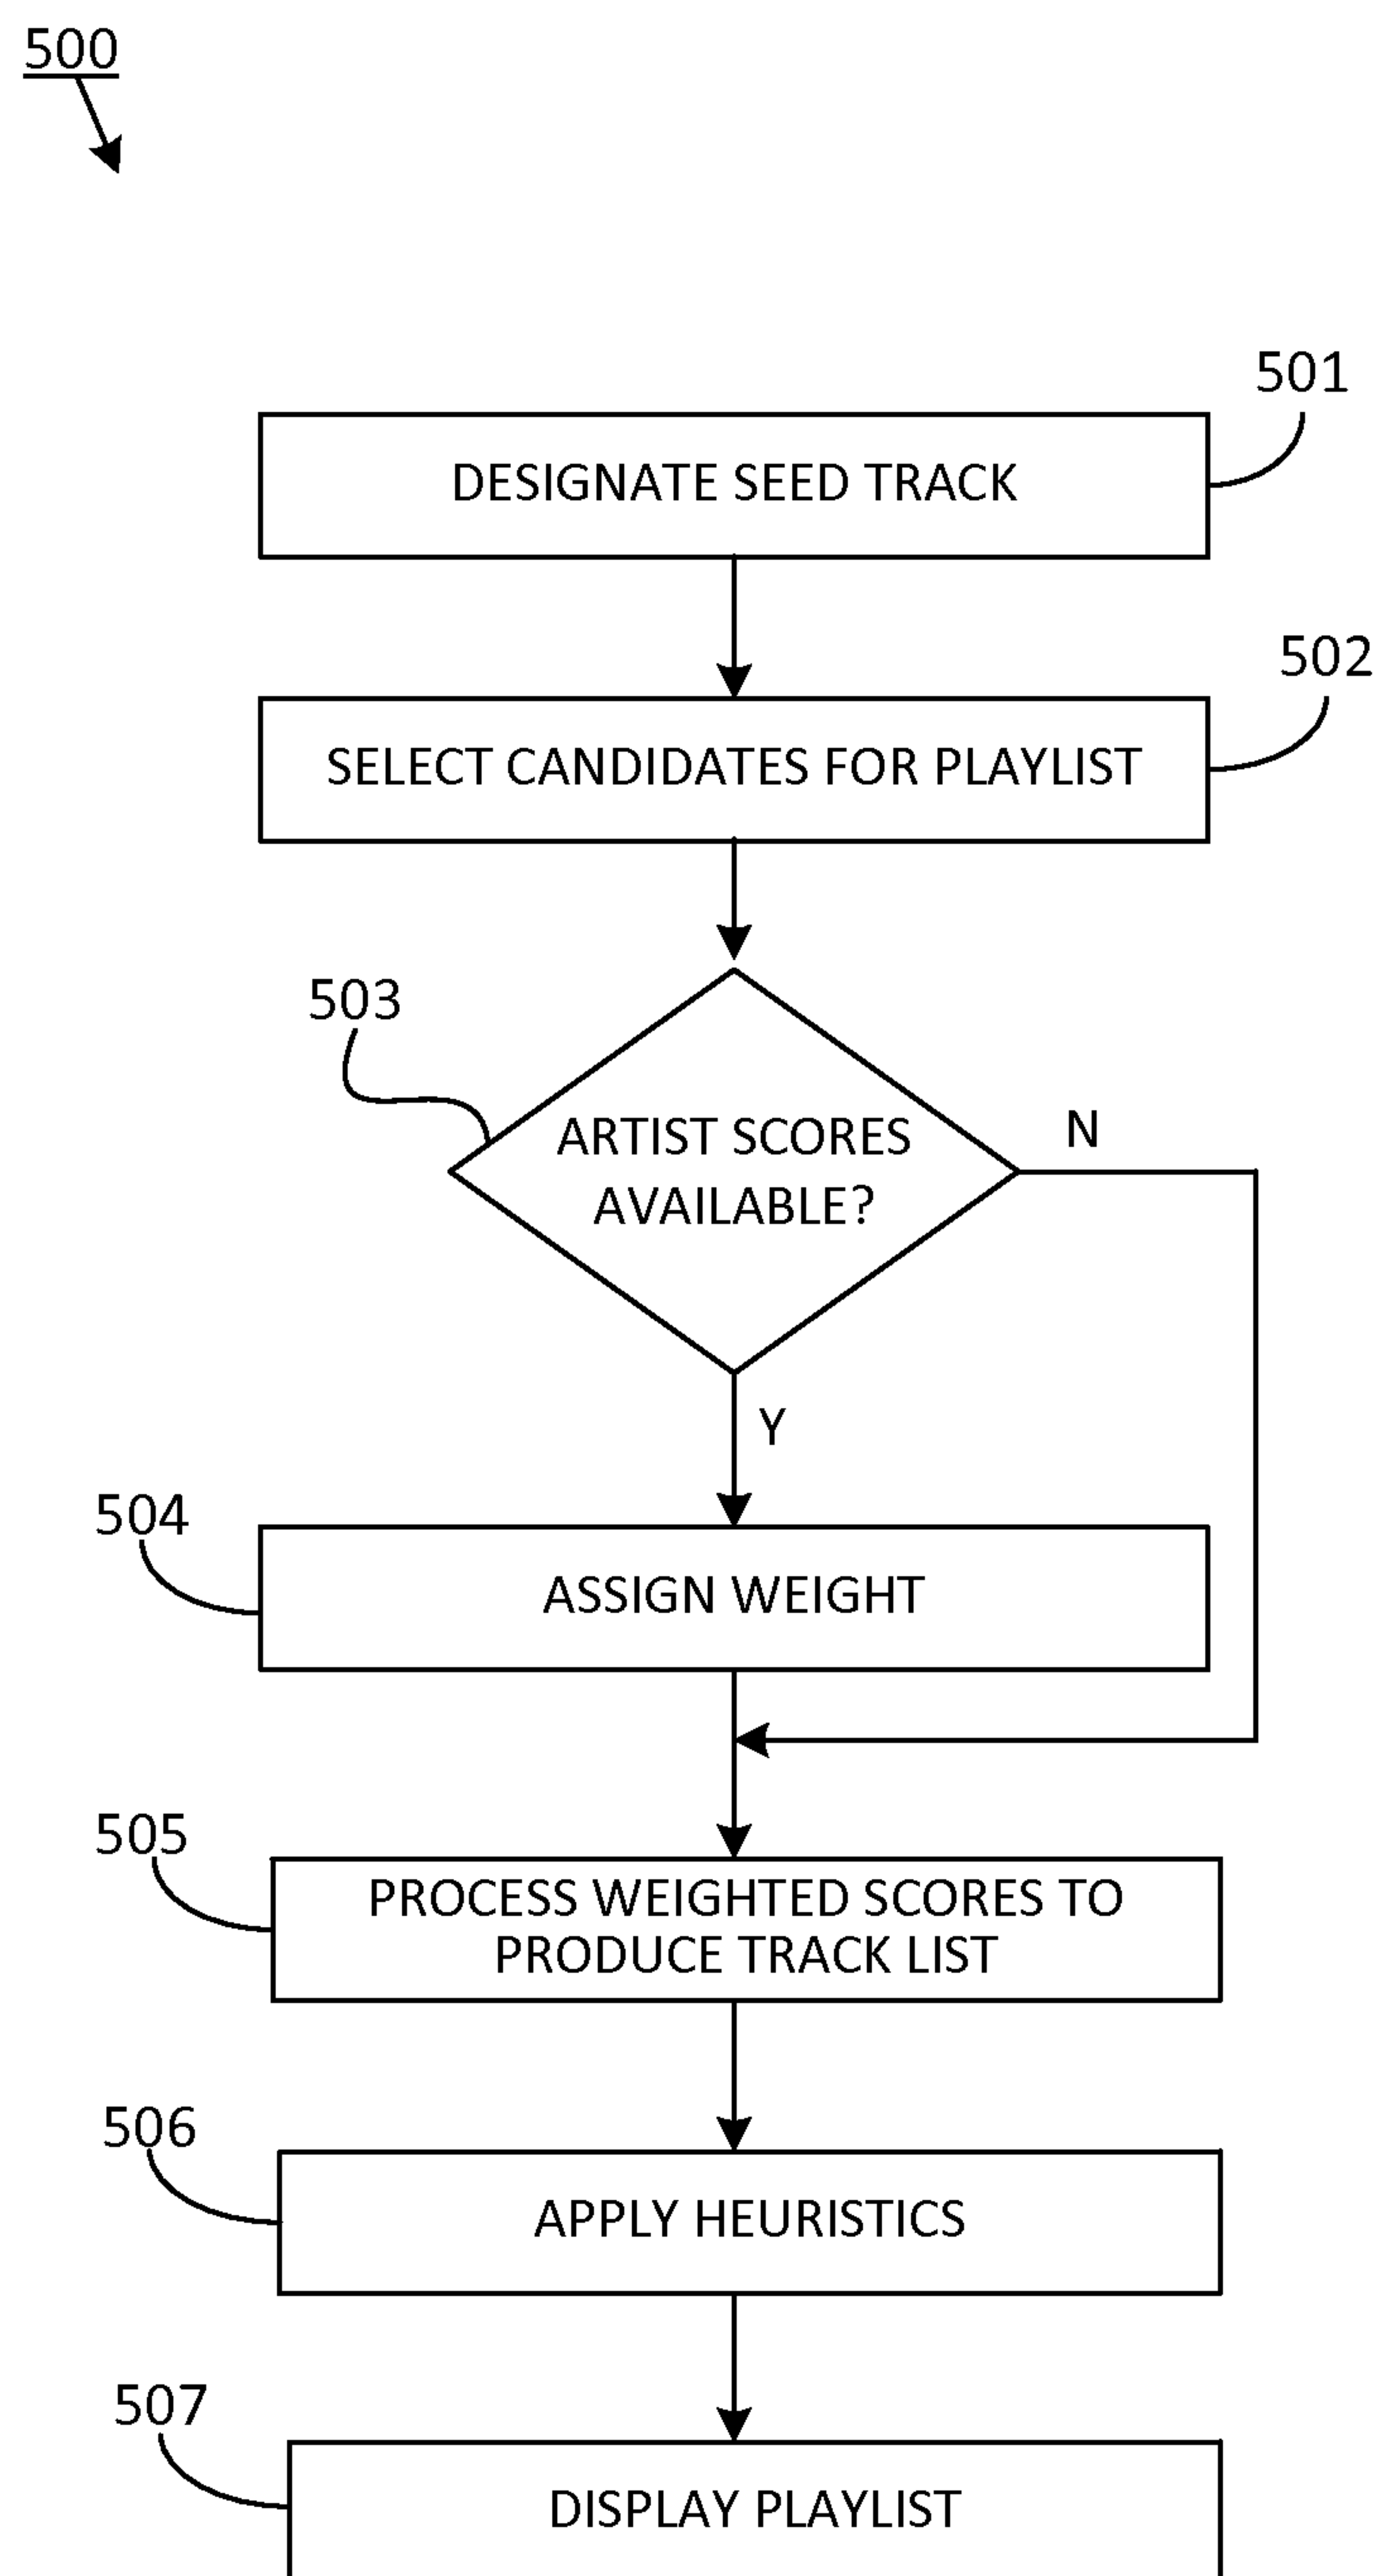 500
501
DESIGNATE SEED TRACK
502
SELECT CANDIDATES FOR PLAYLIST
503
ARTIST SCORES
AVAILABLE?
N
Y
504
ASSIGN WEIGHT
505
PROCESS WEIGHTED SCORES TO
PRODUCE TRACK LIST
506
APPLY HEURISTICS
507
DISPLAY PLAYLIST